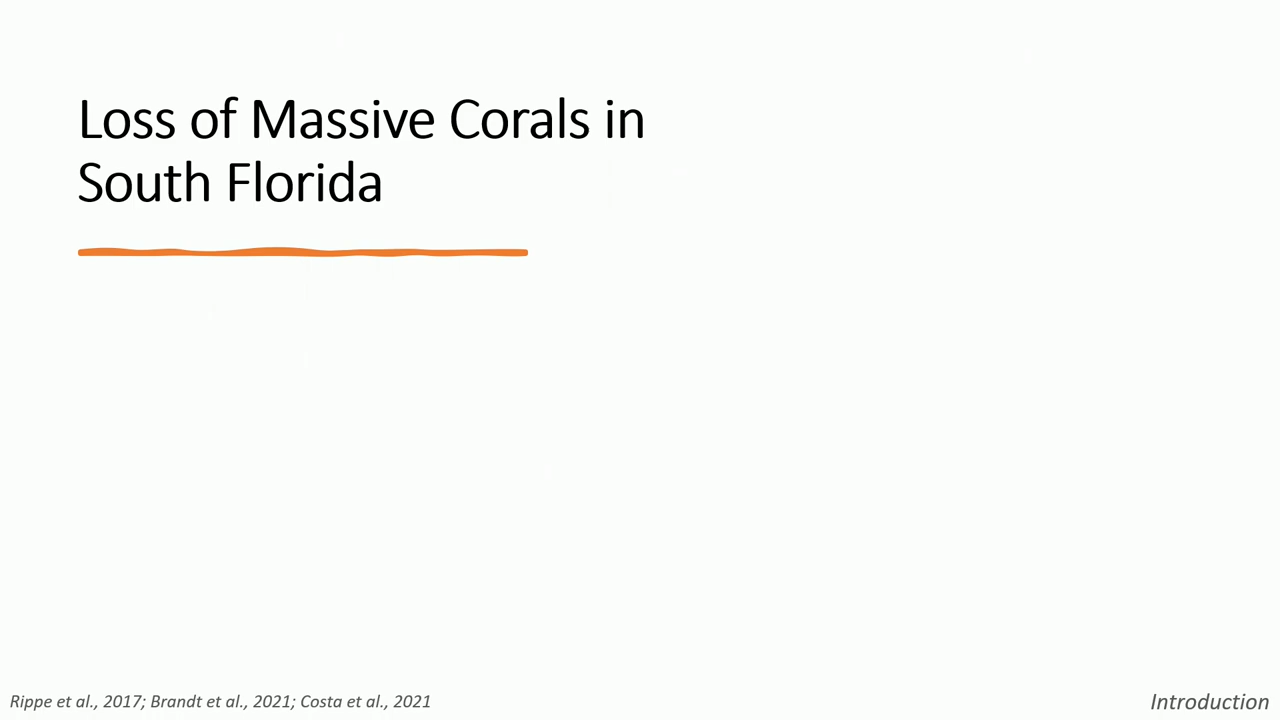 Loss of Massive Corals in
South Florida
Rippe et al., 2017; Brandt et al., 2021; Costa et al., 2021
Introduction